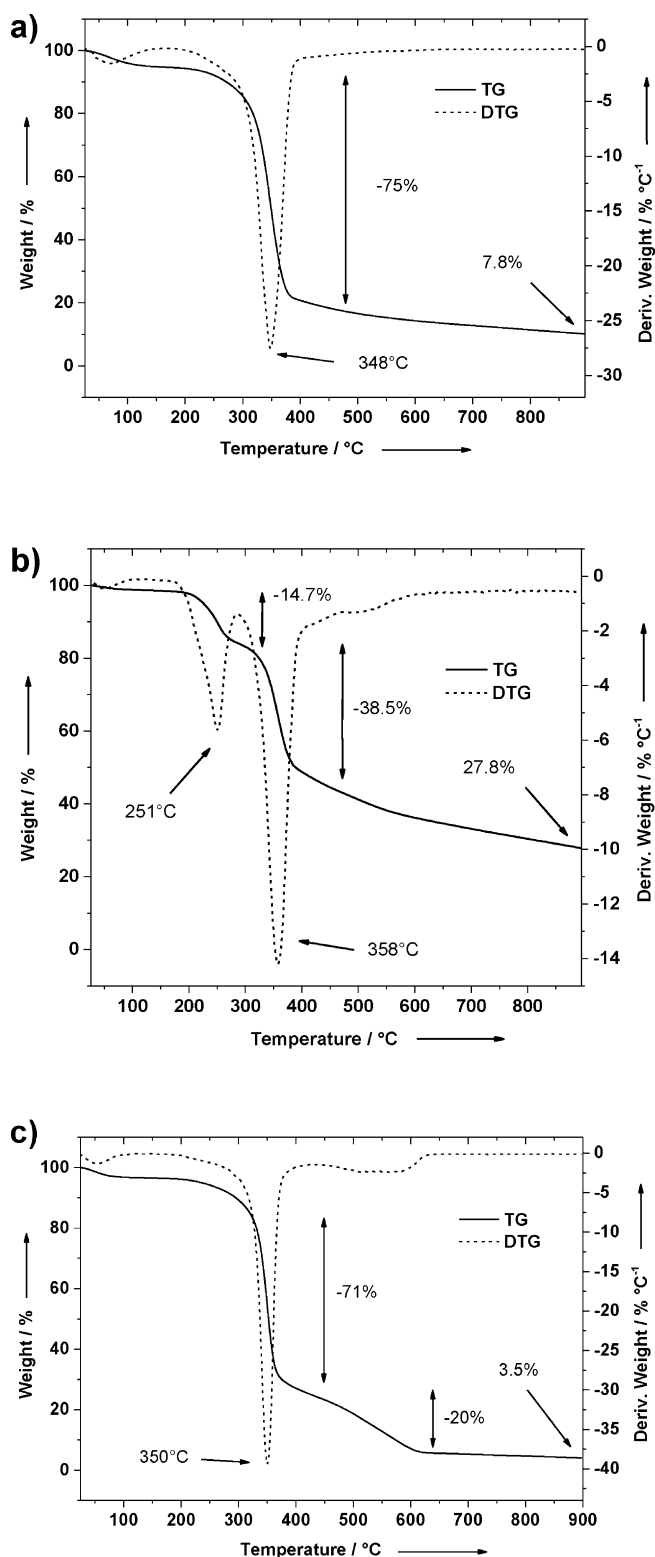 a)
100
80
60
40
20
0
Weight / %
0
-5
-10
-15
-20
-25
-30
Deriv. Weight / % °C-1
TG
DTG
-75%
7.8%
348°C
100 200 300 400 500 600 700 800
Temperature / °C
b)
100
80
60
40
20
0
Weight / %
0
-2
-4
-6
-8
-10
-12
-14
Deriv. Weight / % °C-1
-14.7%
TG
DTG
-38.5%
27.8%
251°C
358°C
100 200 300 400 500 600 700 800
Temperature / °C
c)
100
80
60
40
20
0
Weight / %
0
-5
-10
-15
-20
-25
-30
-35
-40
Deriv. Weight / % °C-1
TG
DTG
-71%
3.5%
-20%
350°C
100 200 300 400 500 600 700 800 900
Temperature / °C